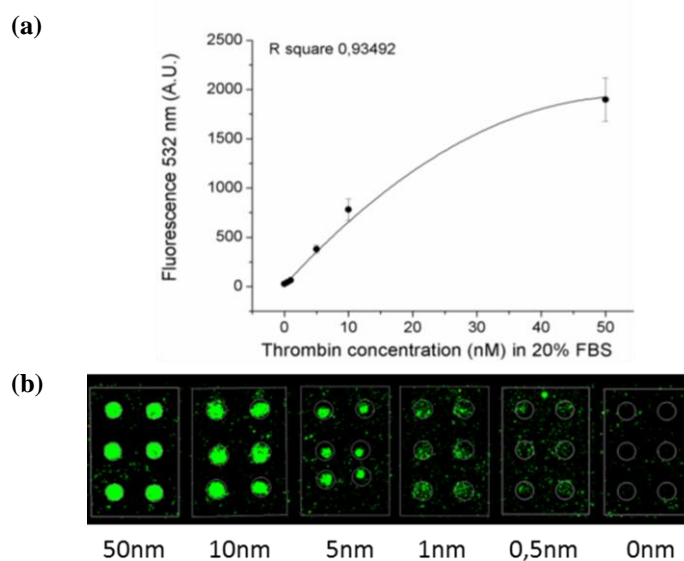 (a)
R square 0,93492
Fluorescence 532 nm (A.U.)
2500
2000
1500
1000
500
0
0 10 20 30 40 50
Thrombin concentration (nM) in 20% FBS
(b)
50nm 10nm 5nm 1nm 0,5nm 0nm